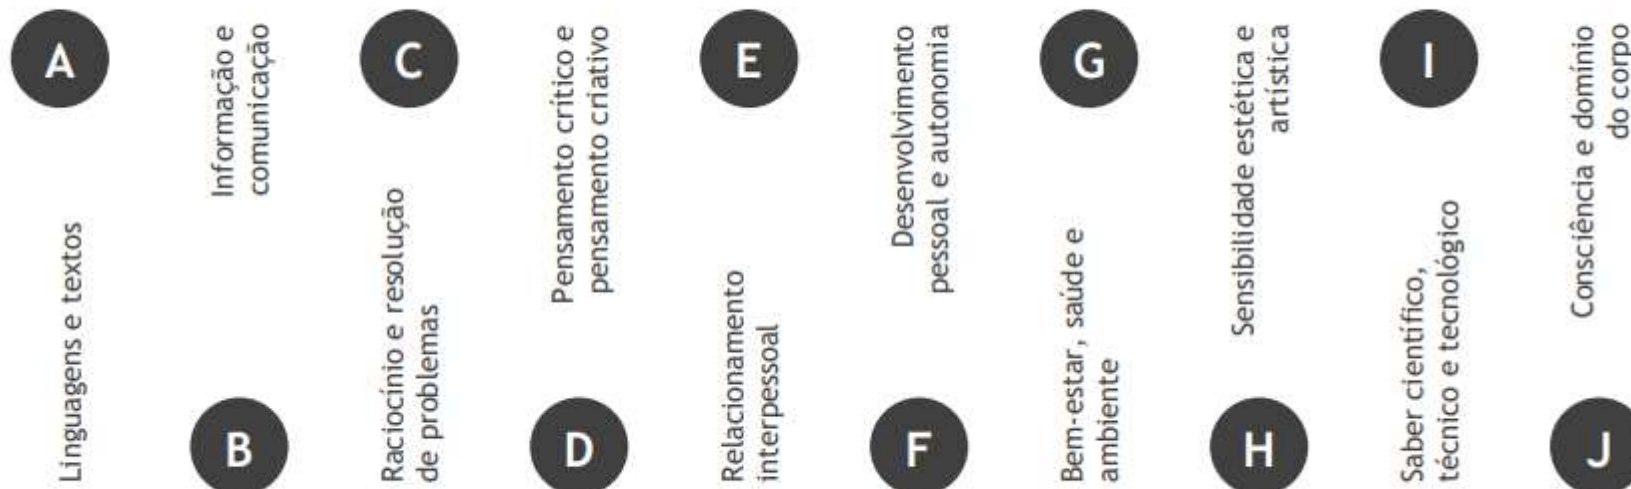 A
Linguagens e textos
Informação e
comunicação
B
C
Raciocínio e resolução
de problemas
Pensamento crítico e
pensamento criativo
D
E
Relacionamento
interpessoal
Desenvolvimento
pessoal e autonomia
F
G
Bem-estar, saúde e
ambiente
Sensibilidade estética e
artística
H
I
Saber científico,
técnico e tecnológico
Consciência e domínio
do corpo
J